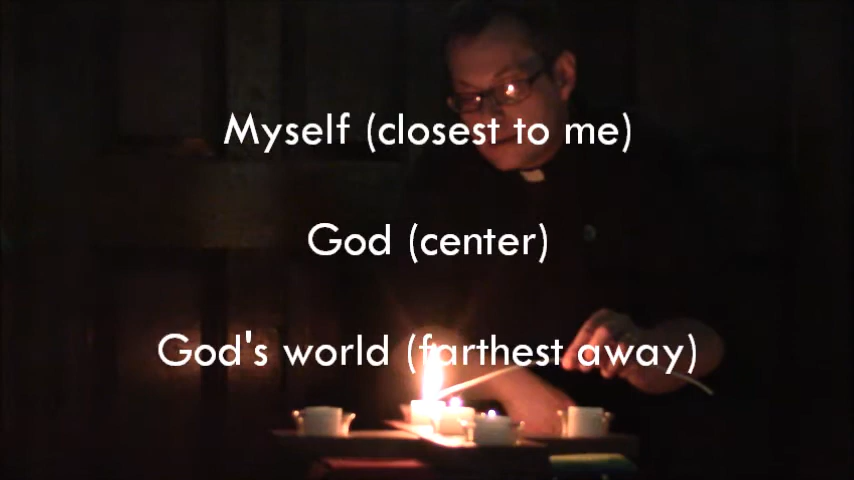 Myself (closest to me)
God (center)
God's world (farthest away)